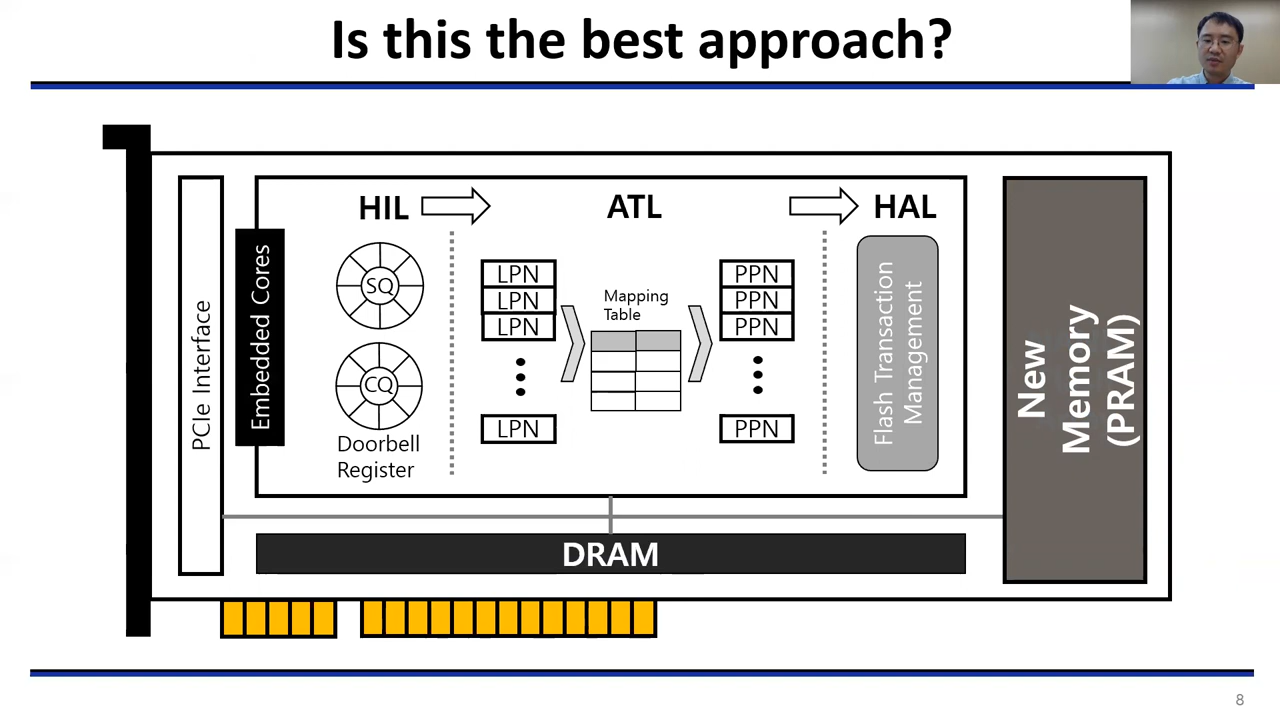 Is this the best approach?
PCIe Interface
Embedded Cores
HIL
ATL
HAL
SQ
CQ
Doorbell
Register
LPN
LPN
LPN
LPN
Mapping
Table
PPN
PPN
PPN
PPN
Flash Transaction
Management
New
Memory
(PRAM)
DRAM
8